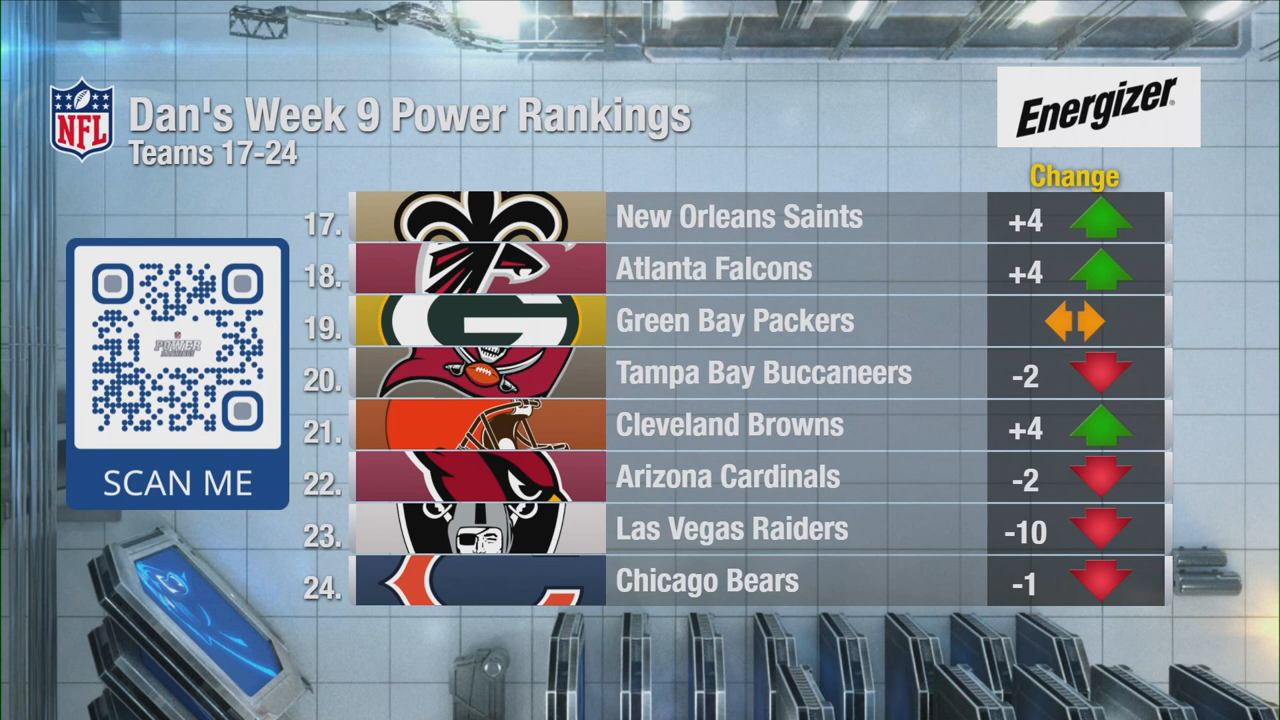 NFL
Dan's Week 9 Power Rankings
Teams 17-24
Energizer
Change
17. New Orleans Saints +4
18. Atlanta Falcons +4
G
19. Green Bay Packers
20. Tampa Bay Buccaneers -2
21. Cleveland Browns +4
22. Arizona Cardinals -2
23. Las Vegas Raiders -10
24. Chicago Bears -1
POWER
RANKINGS
SCAN ME